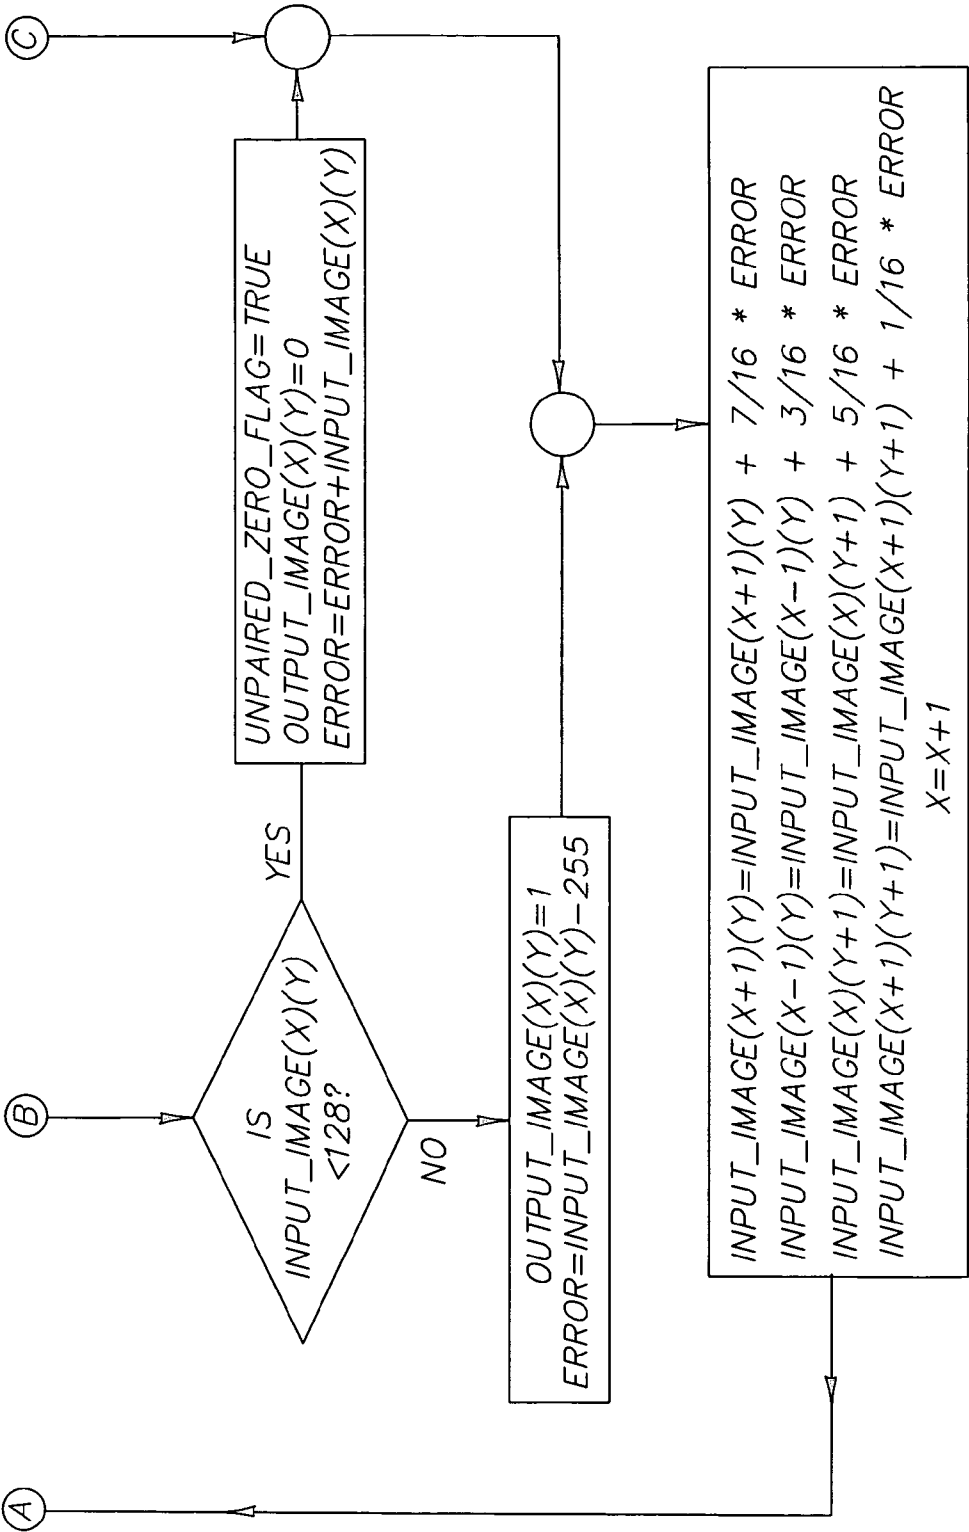 A
B
C
IS
INPUT_IMAGE(X)(Y)
<128?
YES
NO
UNPAIRED_ZERO_FLAG=TRUE
OUTPUT_IMAGE(X)(Y)=0
ERROR=ERROR+INPUT_IMAGE(X)(Y)
OUTPUT_IMAGE(X)(Y)=1
ERROR=INPUT_IMAGE(X)(Y)-255
INPUT_IMAGE(X+1)(Y)=INPUT_IMAGE(X+1)(Y) + 7/16 * ERROR
INPUT_IMAGE(X-1)(Y)=INPUT_IMAGE(X-1)(Y) + 3/16 * ERROR
INPUT_IMAGE(X)(Y+1)=INPUT_IMAGE(X)(Y+1) + 5/16 * ERROR
INPUT_IMAGE(X+1)(Y+1)=INPUT_IMAGE(X+1)(Y+1) + 1/16 * ERROR
X=X+1